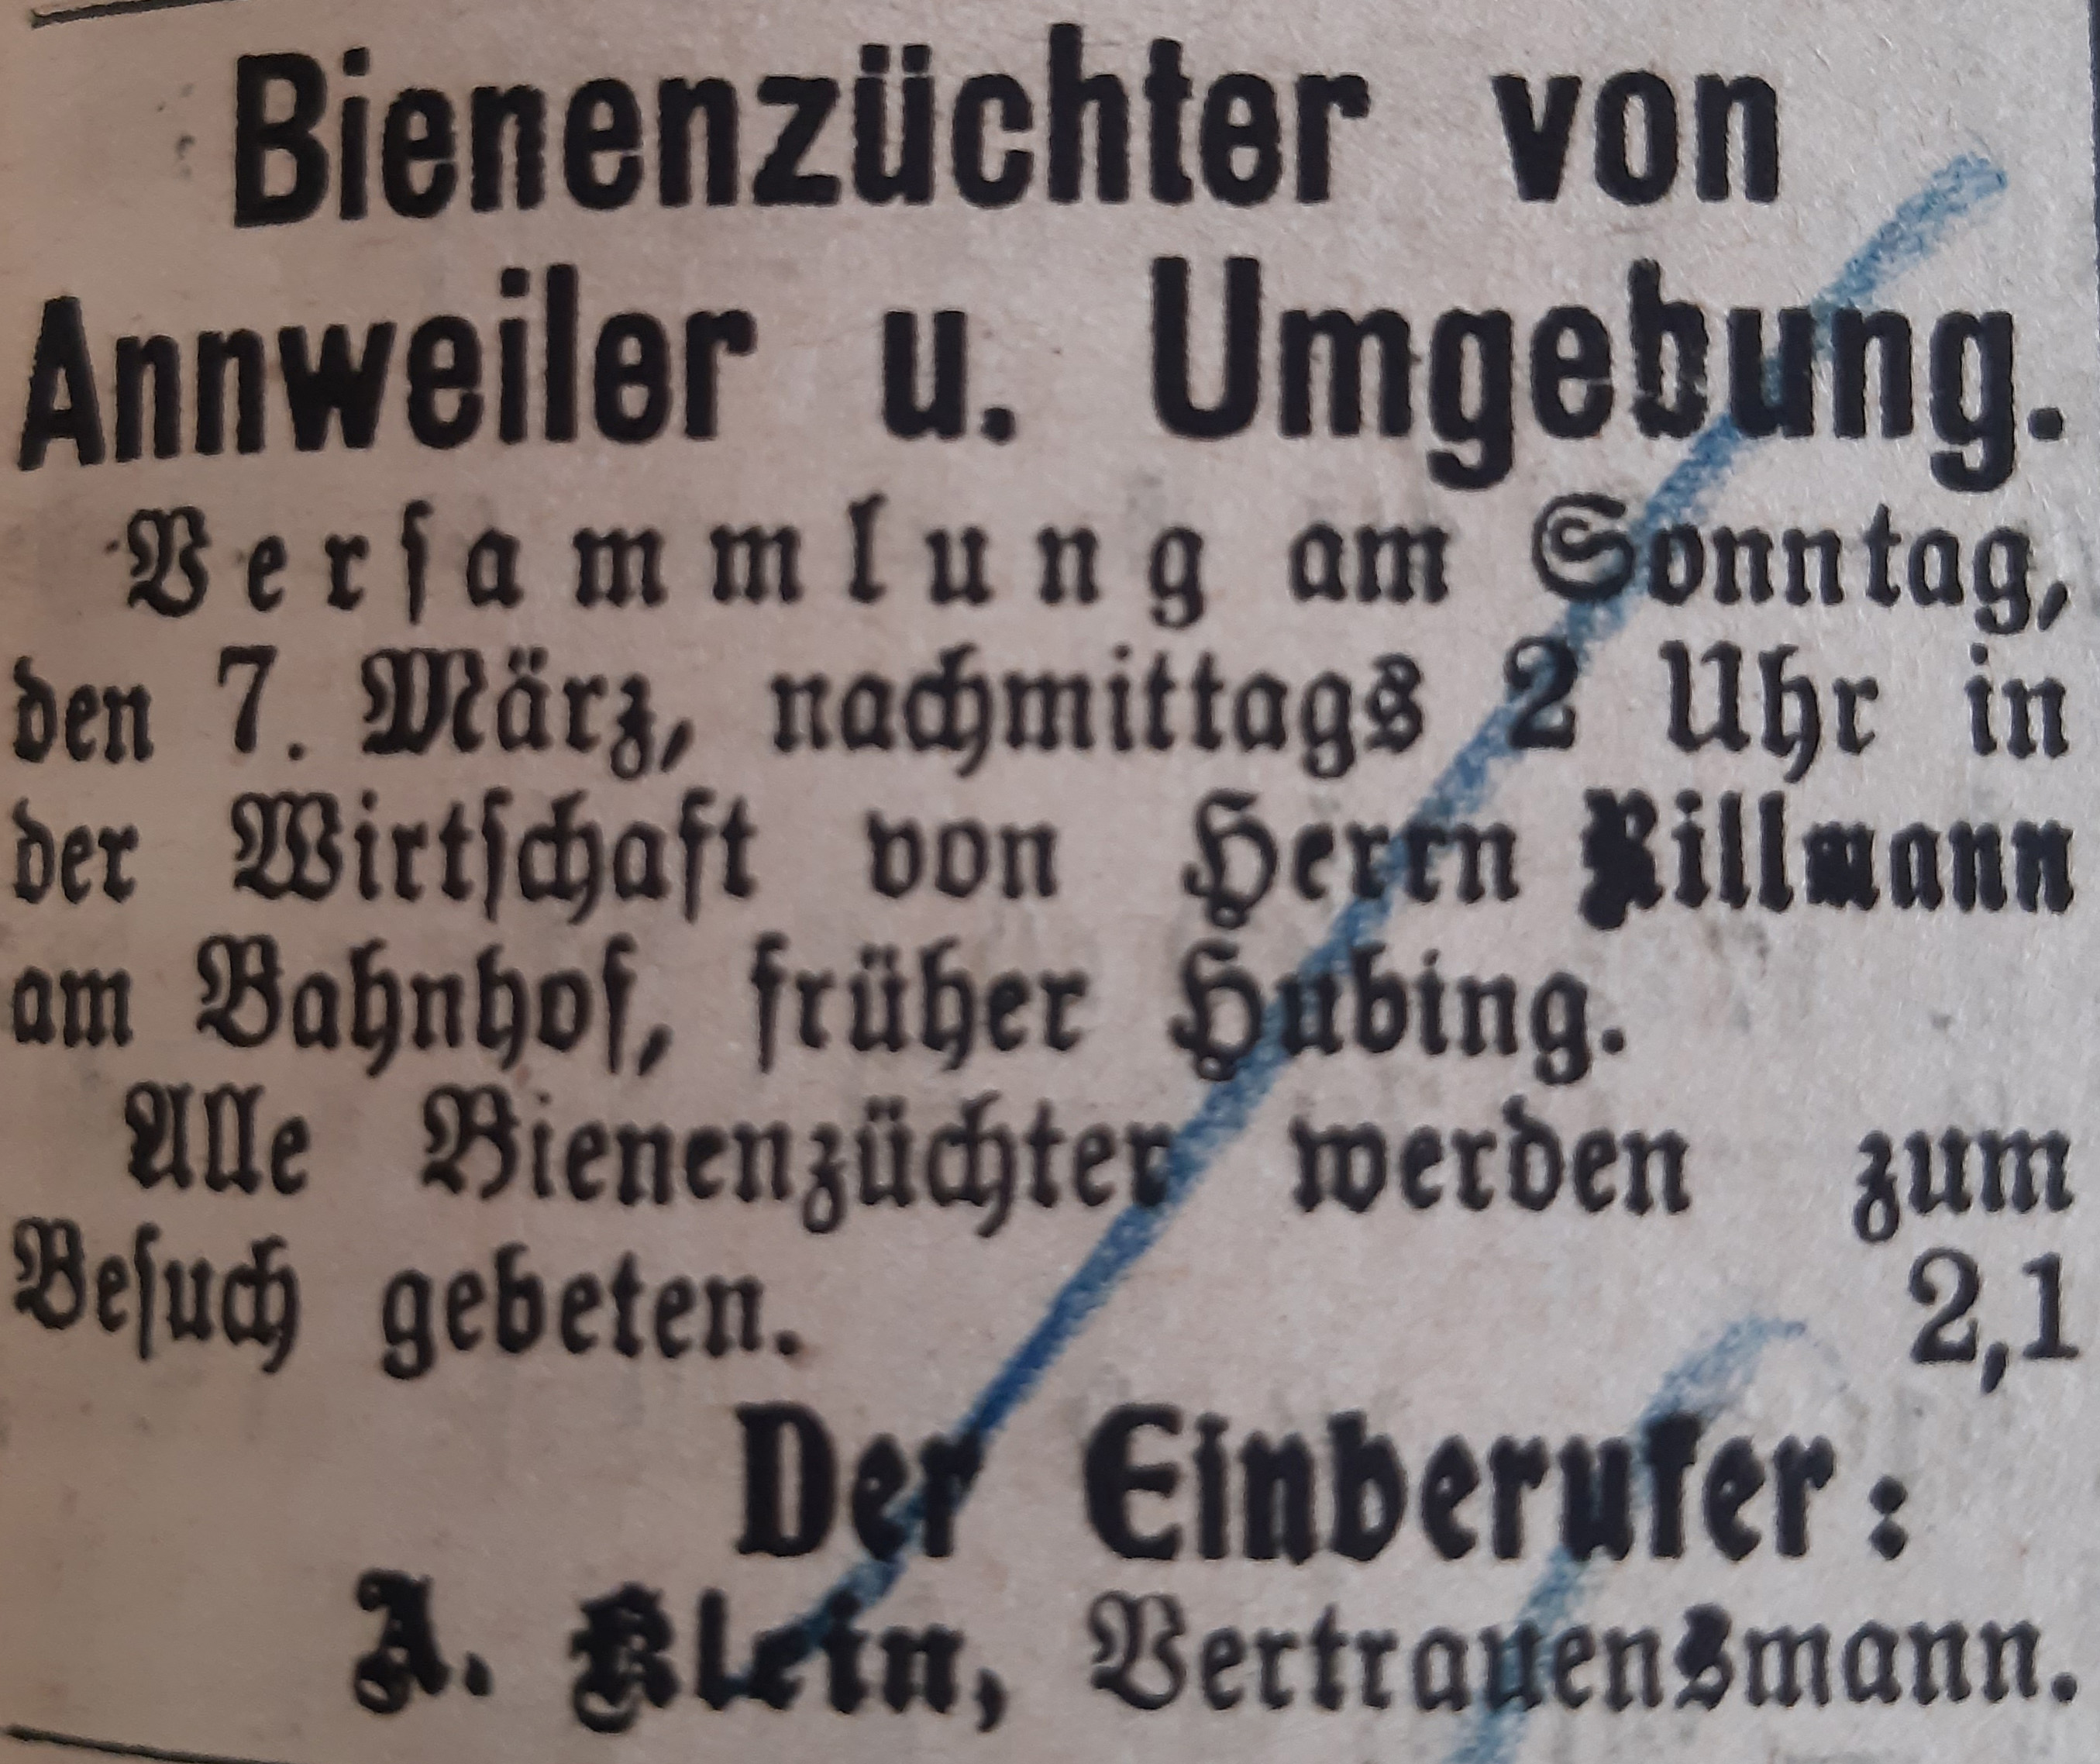 Bienenzüchter von
Annweiler u. Umgebung.
Verſammlung am Sonntag,
den 7. März, nachmittags 2 Uhr in
der Wirtſchaft von Herrn Rillmann
am Bahnhof, früher Hubing.
Alle Bienenzüchter werden zum
Beſuch gebeten. 2,1
Der Einberufer:
A. Klein, Vertrauensmann.